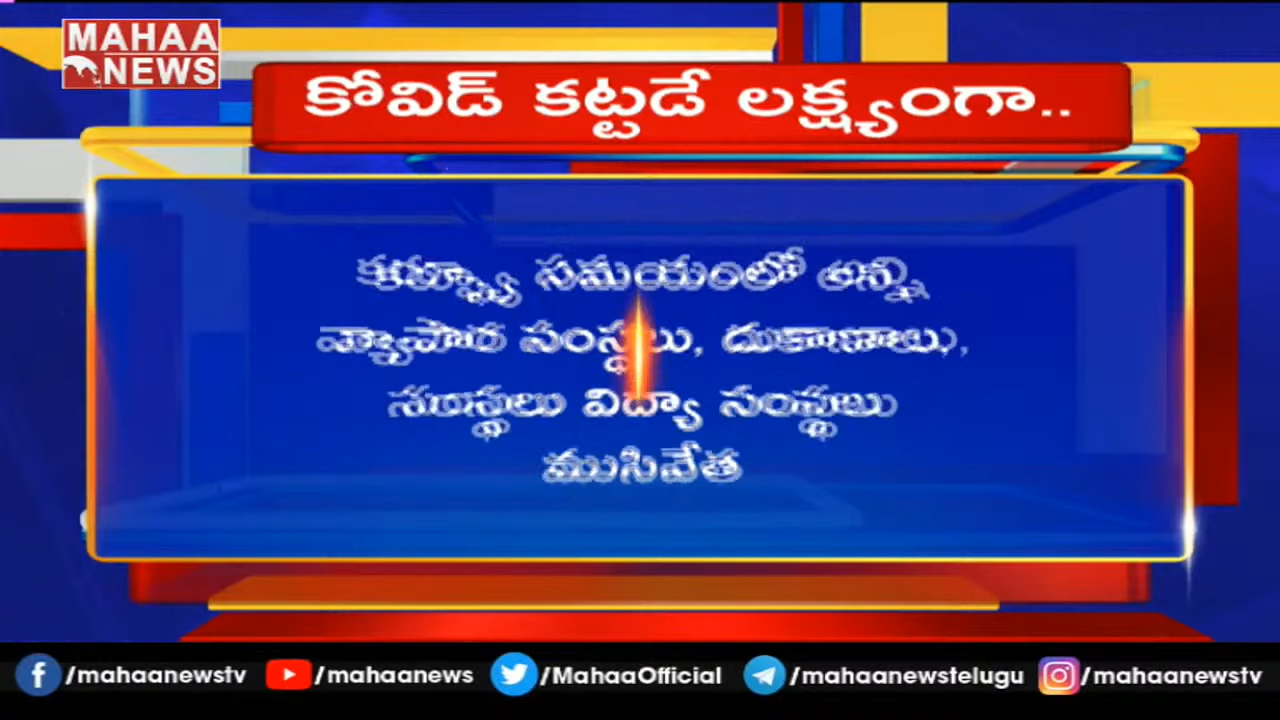 MAHAA
NEWS
కోవిడ్ కట్టడే లక్ష్యంగా..
కర్ఫ్యూ సమయంలో అన్ని
వ్యాపార సంస్థలు, దుకాణాలు,
సంస్థలు విద్యా సంస్థలు
మూసివేత
/mahaanewstv
/mahaanews
/MahaaOfficial
/mahaanewstelugu
/mahaanewstv